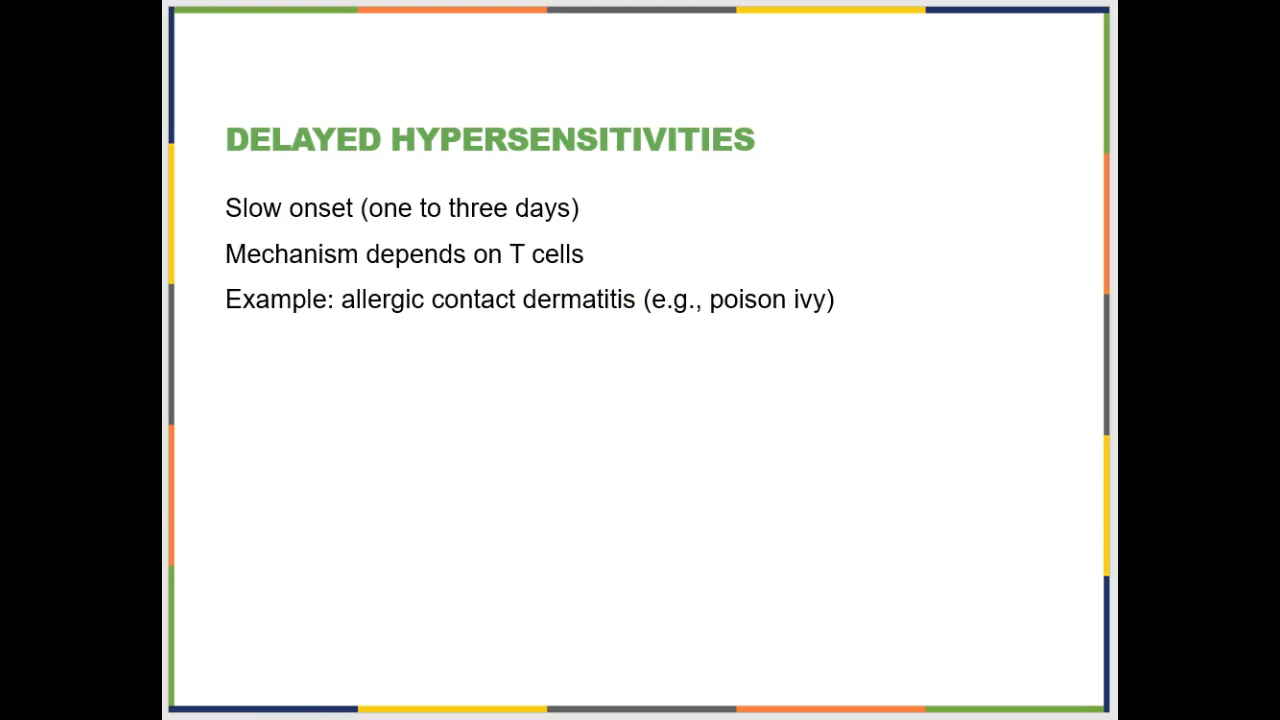 DELAYED HYPERSENSITIVITIES
Slow onset (one to three days)
Mechanism depends on T cells
Example: allergic contact dermatitis (e.g., poison ivy)